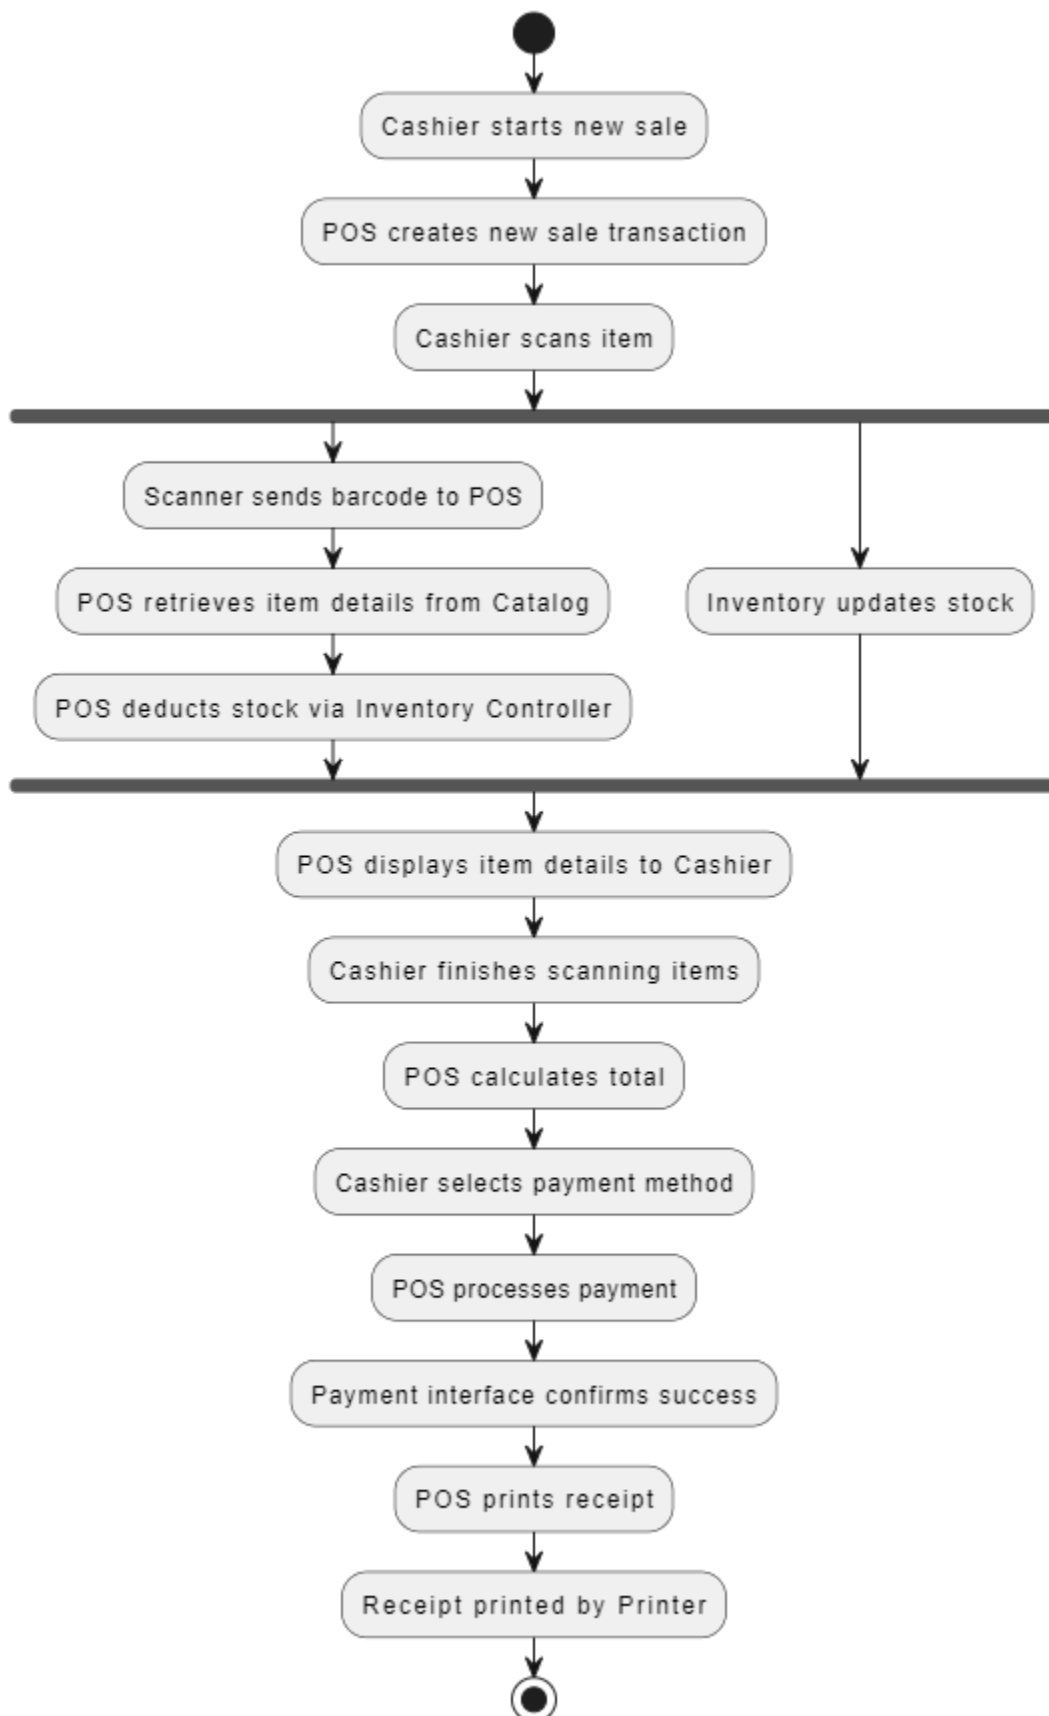 Cashier starts new sale
POS creates new sale transaction
Cashier scans item
Scanner sends barcode to POS
POS retrieves item details from Catalog
Inventory updates stock
POS deducts stock via Inventory Controller
POS displays item details to Cashier
Cashier finishes scanning items
POS calculates total
Cashier selects payment method
POS processes payment
Payment interface confirms success
POS prints receipt
Receipt printed by Printer